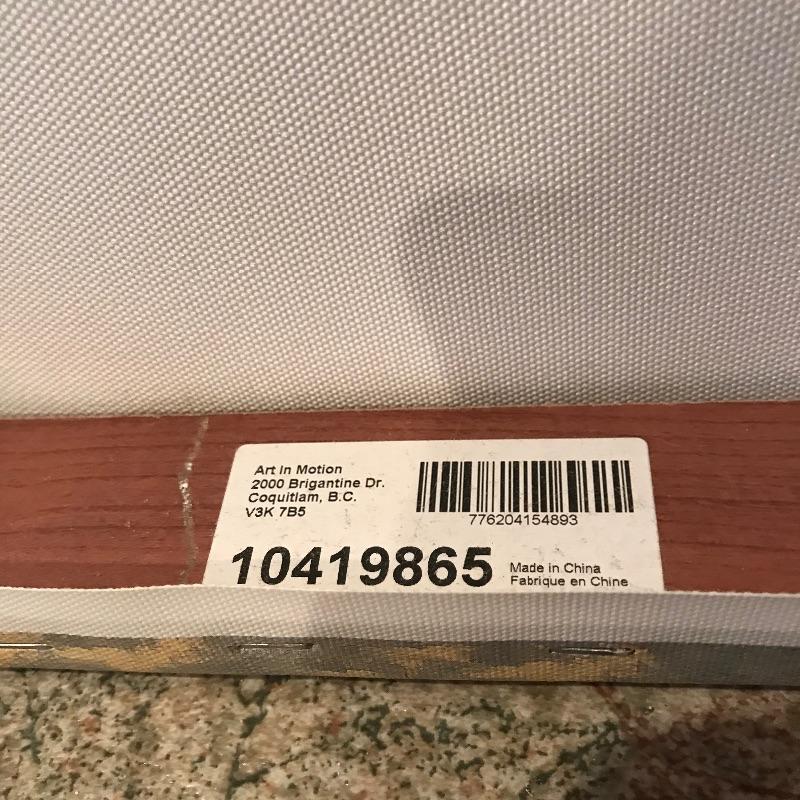 Art In Motion
2000 Brigantine Dr.
Coquitlam, B.C.
V3K 7B5
776204154893
10419865
Made in China
Fabrique en Chine